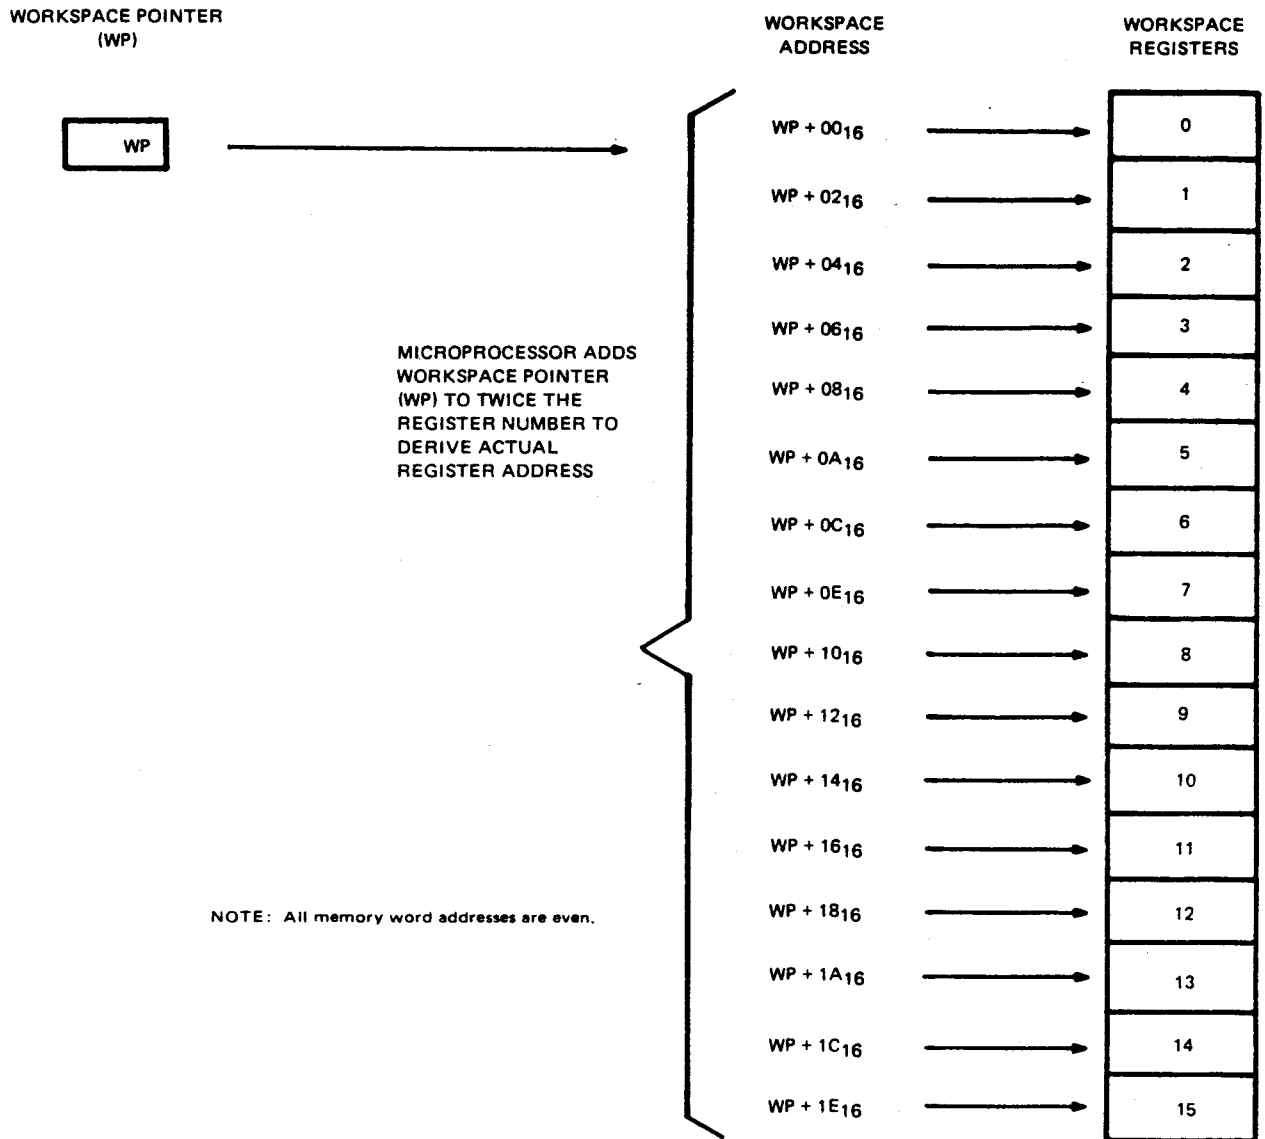 WORKSPACE POINTER
(WP)
WORKSPACE
ADDRESS
WORKSPACE
REGISTERS
WP
WP + 00₁₆
0
WP + 02₁₆
1
WP + 04₁₆
2
WP + 06₁₆
3
MICROPROCESSOR ADDS
WORKSPACE POINTER
(WP) TO TWICE THE
REGISTER NUMBER TO
DERIVE ACTUAL
REGISTER ADDRESS
WP + 08₁₆
4
WP + 0A₁₆
5
WP + 0C₁₆
6
WP + 0E₁₆
7
WP + 10₁₆
8
WP + 12₁₆
9
WP + 14₁₆
10
WP + 16₁₆
11
NOTE: All memory word addresses are even.
WP + 18₁₆
12
WP + 1A₁₆
13
WP + 1C₁₆
14
WP + 1E₁₆
15